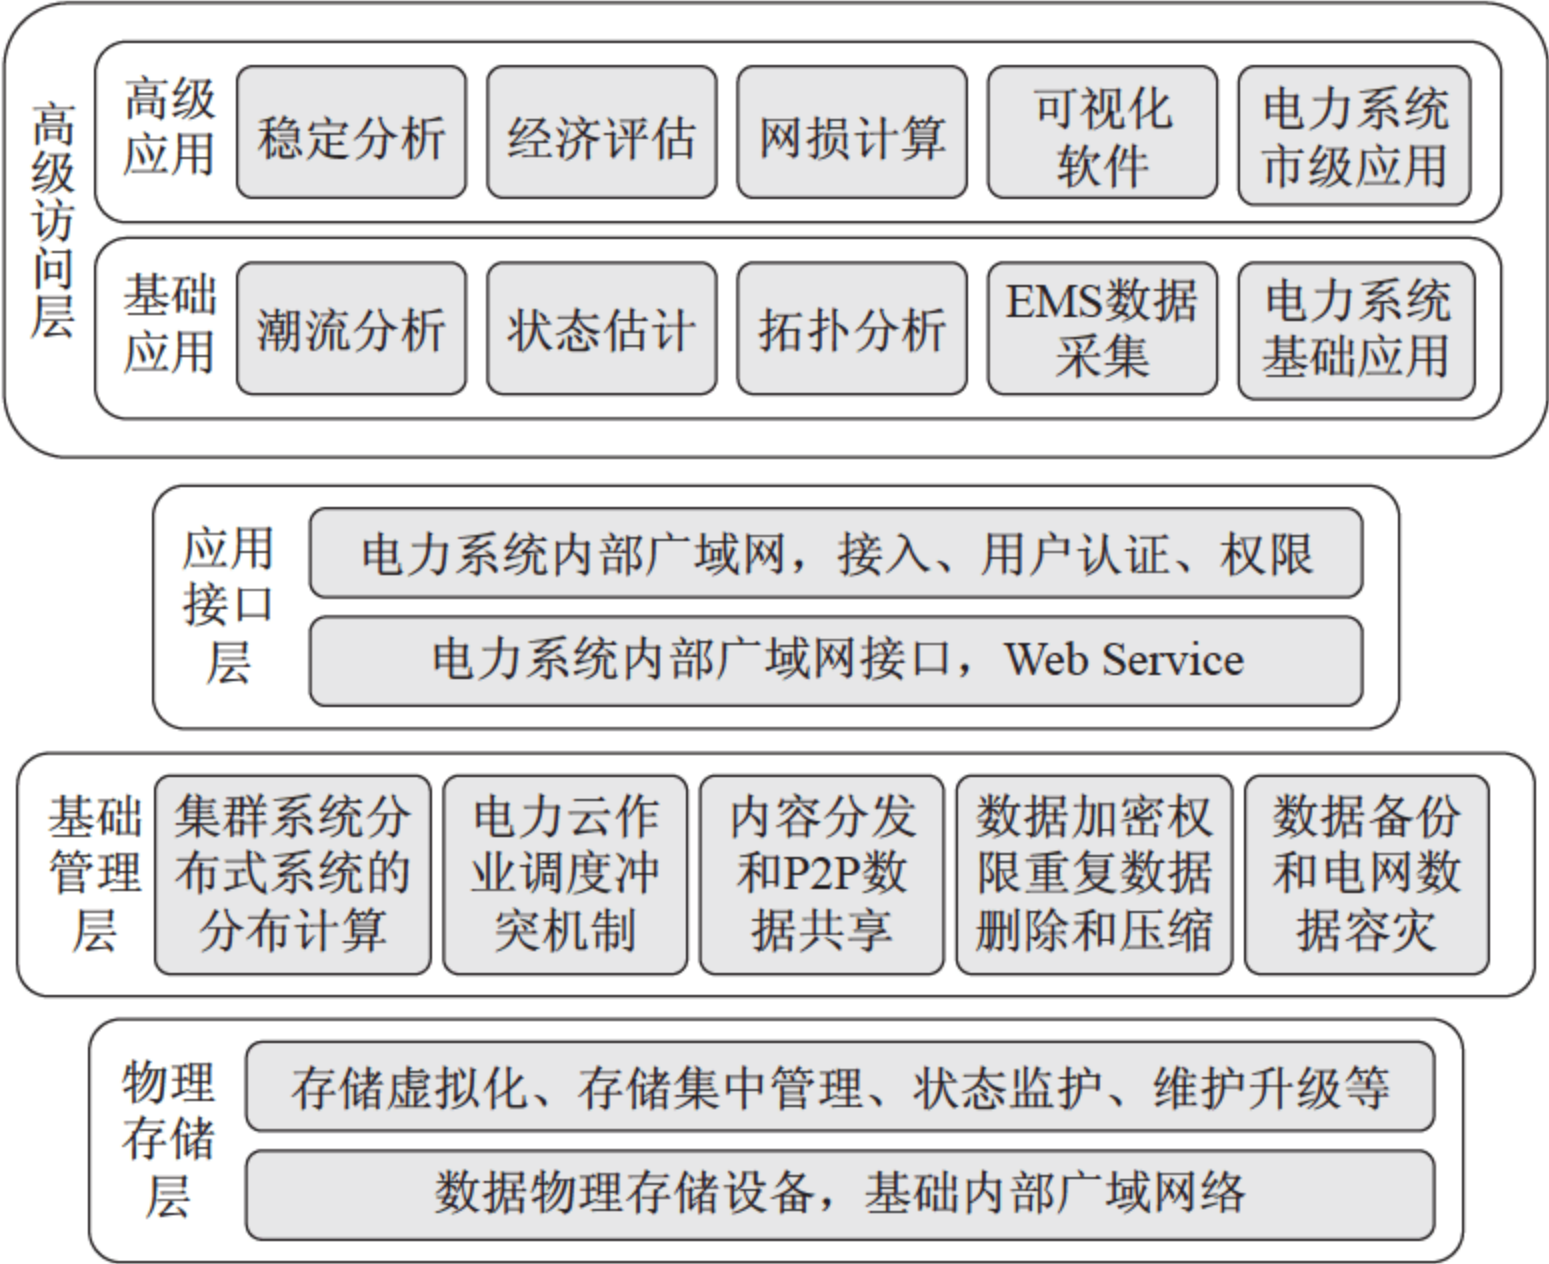 高级访问层
高级
应用
稳定分析
经济评估
网损计算
可视化
软件
电力系统
市级应用
基础
应用
潮流分析
状态估计
拓扑分析
EMS数据
采集
电力系统
基础应用
应用
接口
层
电力系统内部广域网，接入、用户认证、权限
电力系统内部广域网接口，Web Service
基础
管理
层
集群系统分
布式系统的
分布计算
电力云作
业调度冲
突机制
内容分发
和P2P数
据共享
数据加密权
限重复数据
删除和压缩
数据备份
和电网数
据容灾
物理
存储
层
存储虚拟化、存储集中管理、状态监护、维护升级等
数据物理存储设备，基础内部广域网络